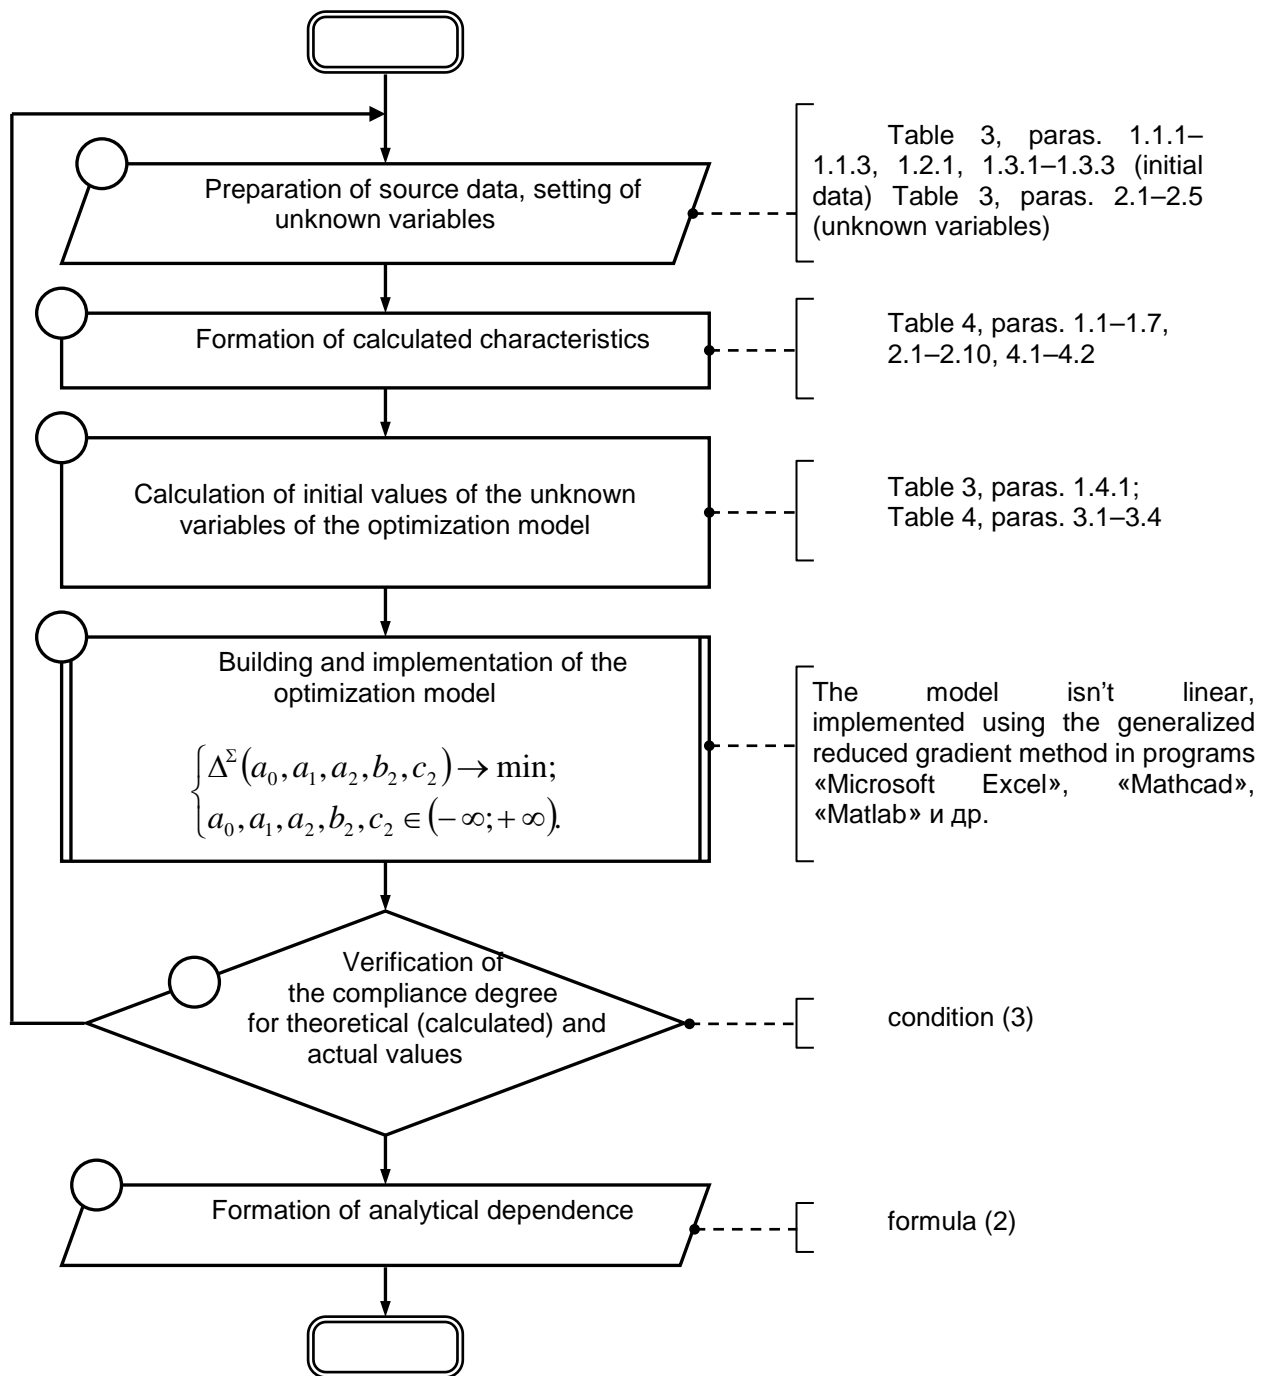 Preparation of source data, setting of
unknown variables
Table 3, paras. 1.1.1–
1.1.3, 1.2.1, 1.3.1–1.3.3 (initial
data) Table 3, paras. 2.1–2.5
(unknown variables)
Formation of calculated characteristics
Table 4, paras. 1.1–1.7,
2.1–2.10, 4.1–4.2
Calculation of initial values of the unknown
variables of the optimization model
Table 3, paras. 1.4.1;
Table 4, paras. 3.1–3.4
Building and implementation of the
optimization model
Δ^Σ(a₀, a₁, a₂, b₂, c₂) → min;
a₀, a₁, a₂, b₂, c₂ ∈ (− ∞; + ∞).
The model isn't linear,
implemented using the generalized
reduced gradient method in programs
«Microsoft Excel», «Mathcad»,
«Matlab» и др.
Verification of
the compliance degree
for theoretical (calculated) and
actual values
condition (3)
Formation of analytical dependence
formula (2)